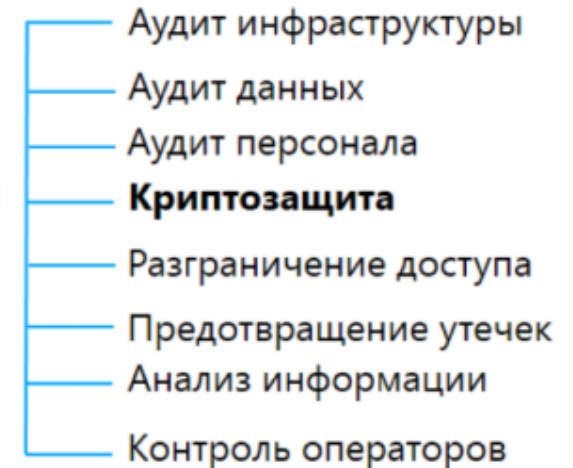 Аудит инфраструктуры
Аудит данных
Аудит персонала
Криптозащита
Разграничение доступа
Предотвращение утечек
Анализ информации
Контроль операторов